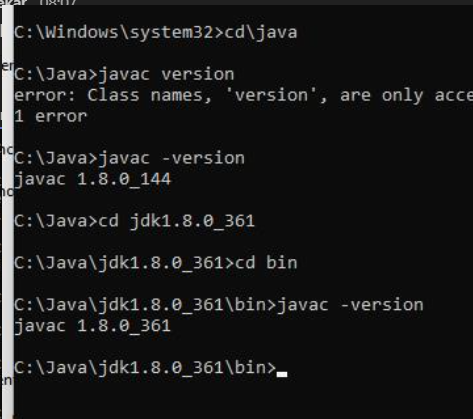 C:\Windows\system32>cd\java
C:\Java>javac version
error: Class names, 'version', are only
1 error
C:\Java>javac -version
javac 1.8.0_144
C:\Java>cd jdk1.8.0_361
C:\Java\jdk1.8.0_361>cd bin
C:\Java\jdk1.8.0_361\bin>javac -version
javac 1.8.0_361
C:\Java\jdk1.8.0_361\bin>